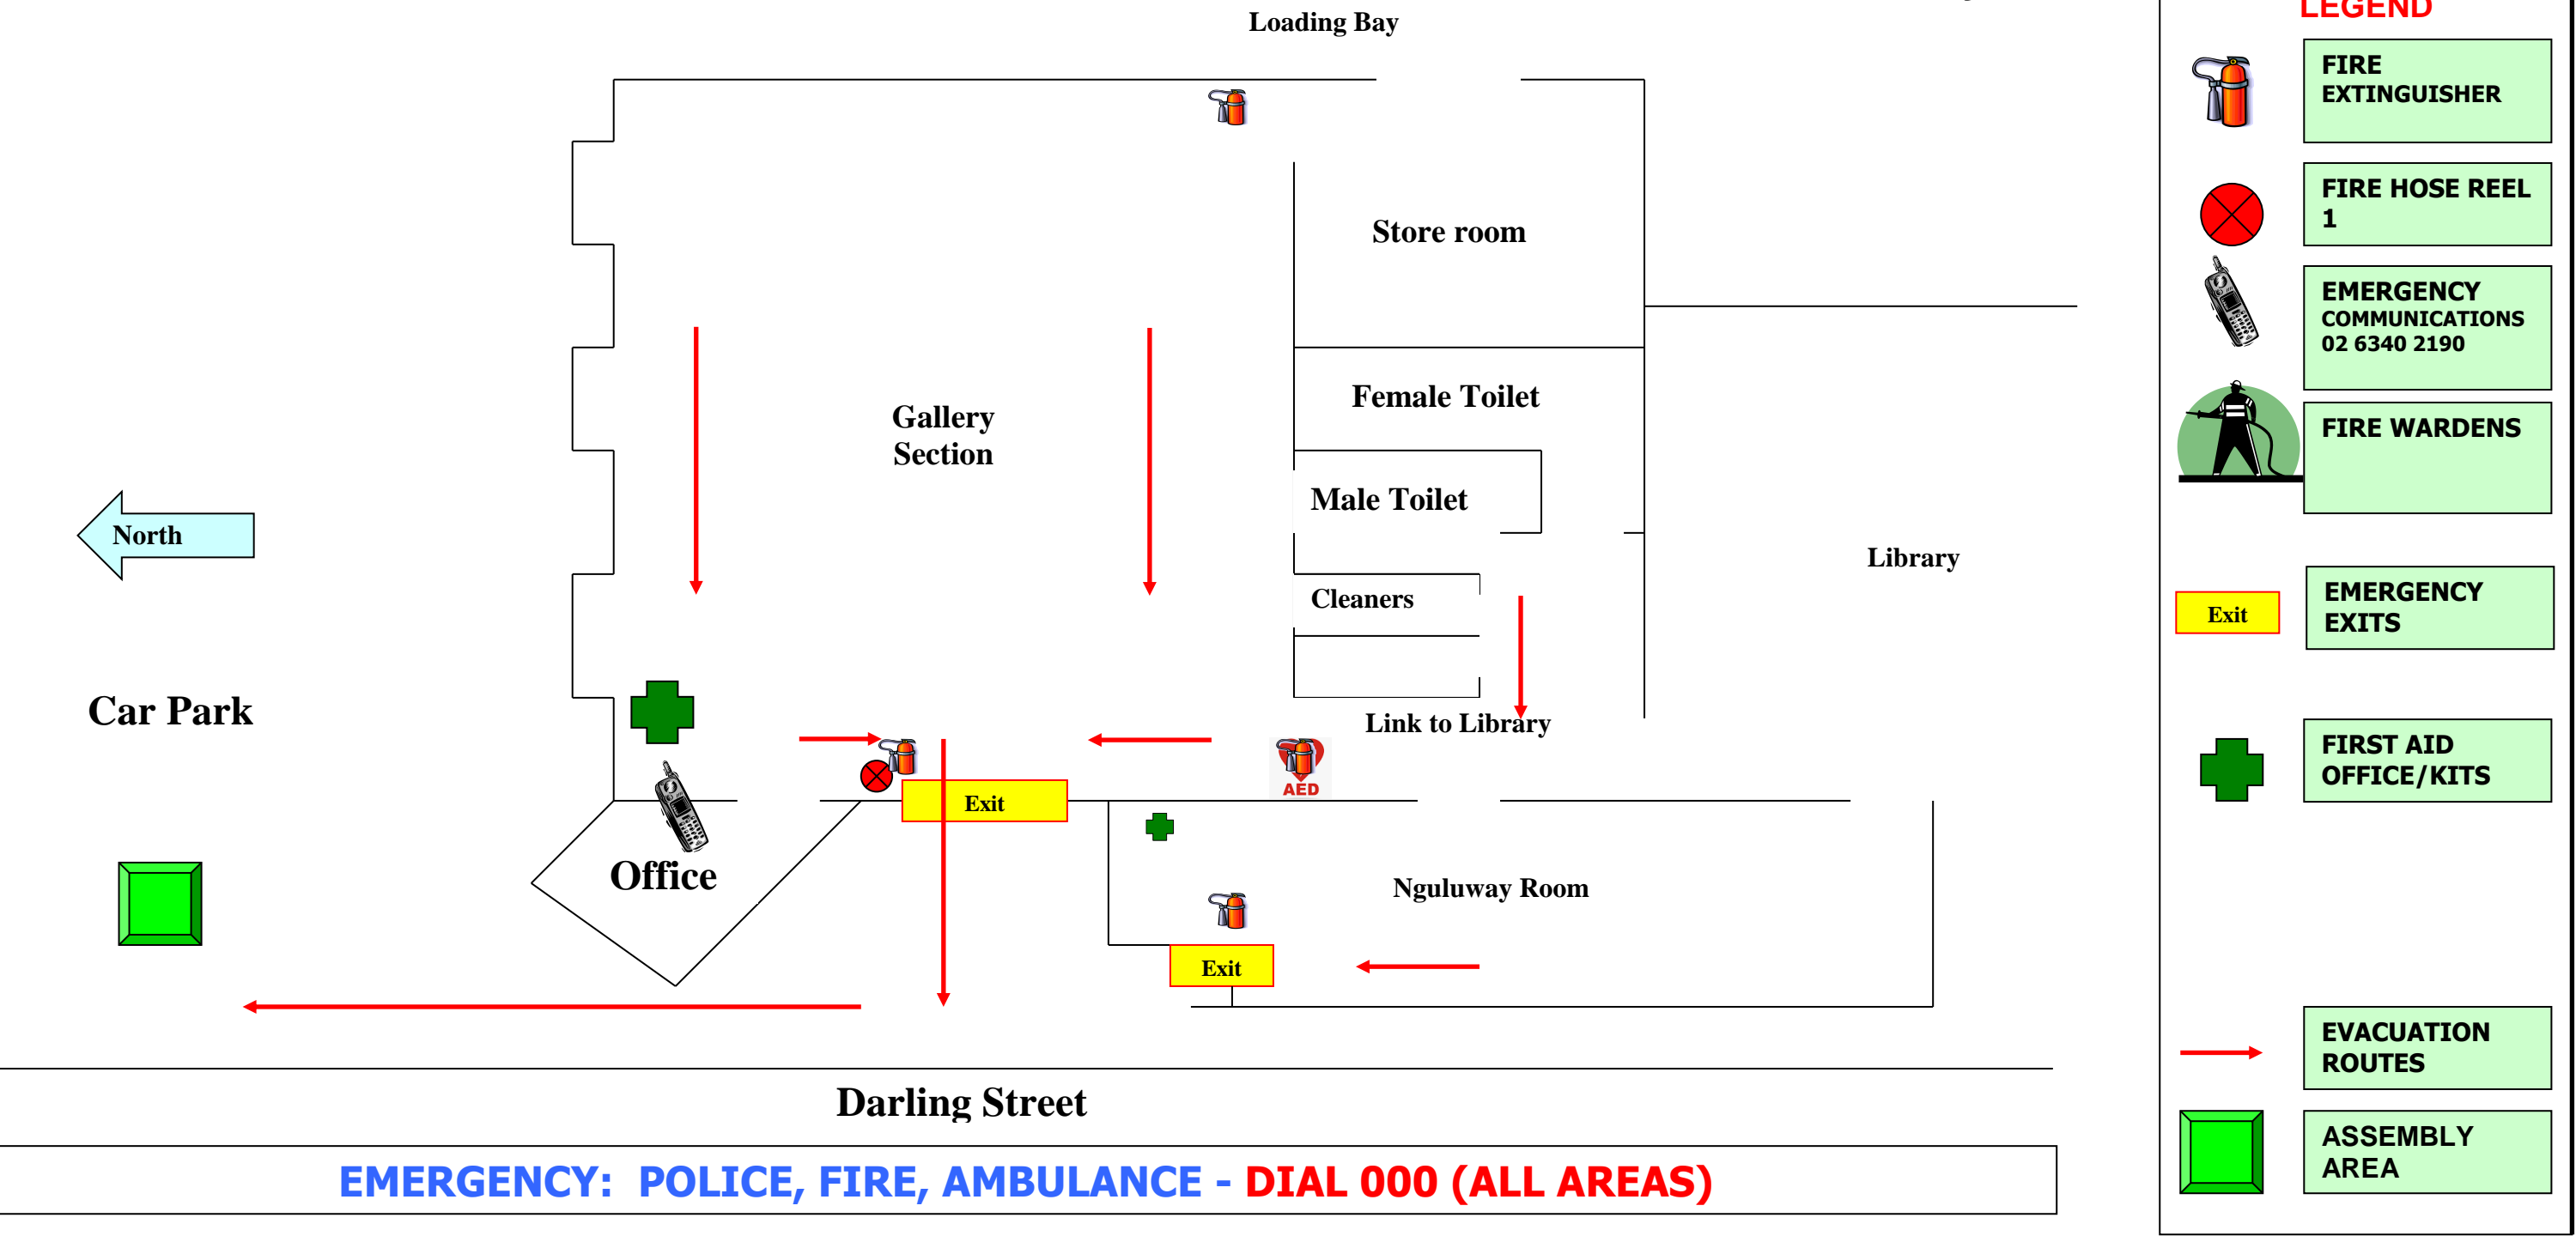 Loading Bay
Store room
Female Toilet
Gallery
Section
Male Toilet
North
Library
Cleaners
Car Park
Link to Library
AED
Exit
Office
Nguluway Room
Exit
Darling Street
EMERGENCY: POLICE, FIRE, AMBULANCE - DIAL 000 (ALL AREAS)
LEGEND
FIRE
EXTINGUISHER
FIRE HOSE REEL
1
EMERGENCY
COMMUNICATIONS
02 6340 2190
FIRE WARDENS
Exit
EMERGENCY
EXITS
FIRST AID
OFFICE/KITS
EVACUATION
ROUTES
ASSEMBLY
AREA